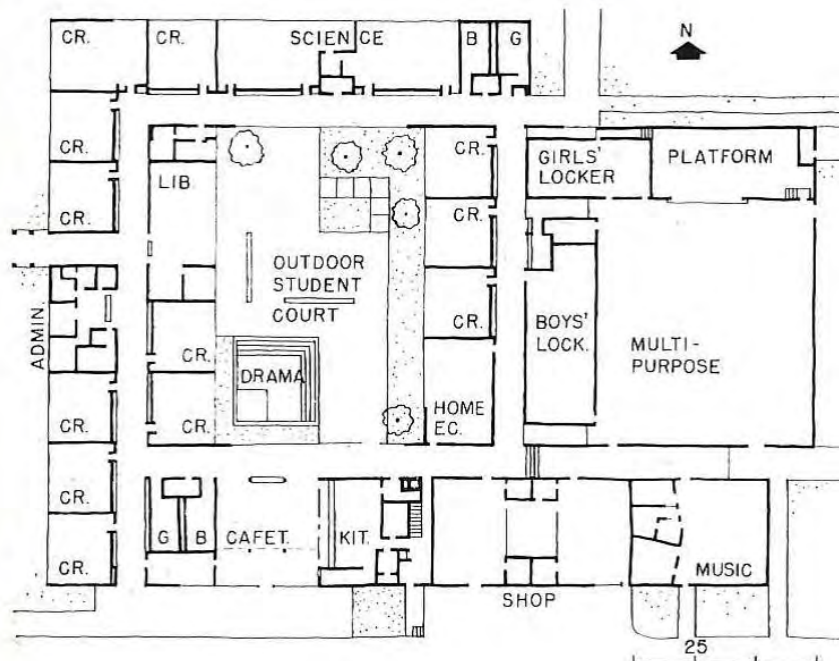 CR.
CR.
SCIENCE
B
G
N
CR.
CR.
GIRLS'
LOCKER
PLATFORM
CR.
LIB.
CR.
OUTDOOR
STUDENT
COURT
ADMIN.
CR.
CR.
BOYS'
LOCK.
MULTI-
PURPOSE
DRAMA
CR.
CR.
HOME
EC.
CR.
G
B
CAFET.
KIT.
CR.
MUSIC
SHOP
25